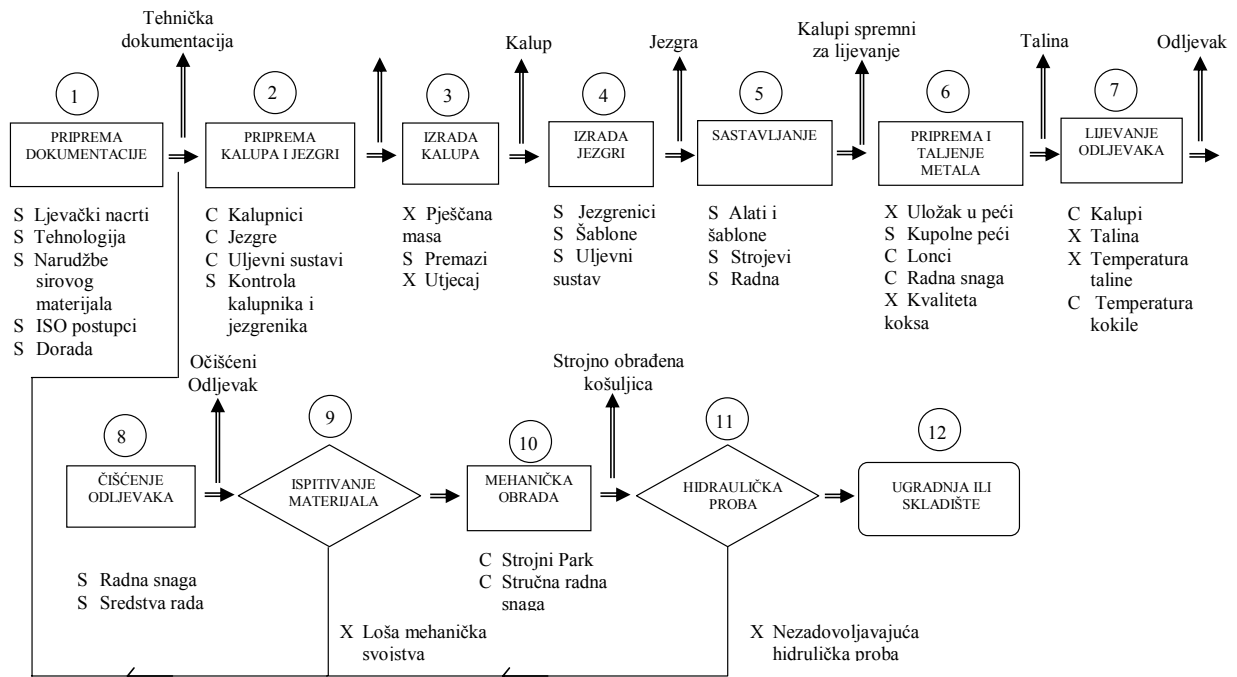 Tehnička
dokumentacija
Kalup
Jezgra
Kalupi spremni
za lijevanje
Talina
Odljevak
1
PRIPREMA
DOKUMENTACIJE
S Ljevački nacrti
S Tehnologija
S Narudžbe
sirovog
materijala
S ISO postupci
S Dorada
2
PRIPREMA
KALUPA I JEZGRI
C Kalupnici
C Jezgre
C Uljevni sustavi
S Kontrola
kalupnika i
jezgrenika
3
IZRADA
KALUPA
X Pješčana
masa
S Premazi
X Utjecaj
4
IZRADA
JEZGRI
S Jezgrenici
S Šablone
S Uljevni
sustav
5
SASTAVLJANJE
S Alati i
šablone
S Strojevi
S Radna
6
PRIPREMA I
TALJENJE
METALA
X Uložak u peći
S Kupolne peći
C Lonci
C Radna snaga
X Kvaliteta
koksa
7
LIJEVANJE
ODLJEVAKA
C Kalupi
X Talina
X Temperatura
taline
C Temperatura
kokile
Očišćeni
Odljevak
Strojno obrađena
košuljica
8
ČIŠĆENJE
ODLJEVAKA
S Radna snaga
S Sredstva rada
9
ISPITIVANJE
MATERIJALA
X Loša mehanička
svojstva
10
MEHANIČKA
OBRADA
C Strojni Park
C Stručna radna
snaga
11
HIDRAULIČKA
PROBA
X Nezadovoljavajuća
hidrulička proba
12
UGRADNJA ILI
SKLADIŠTE